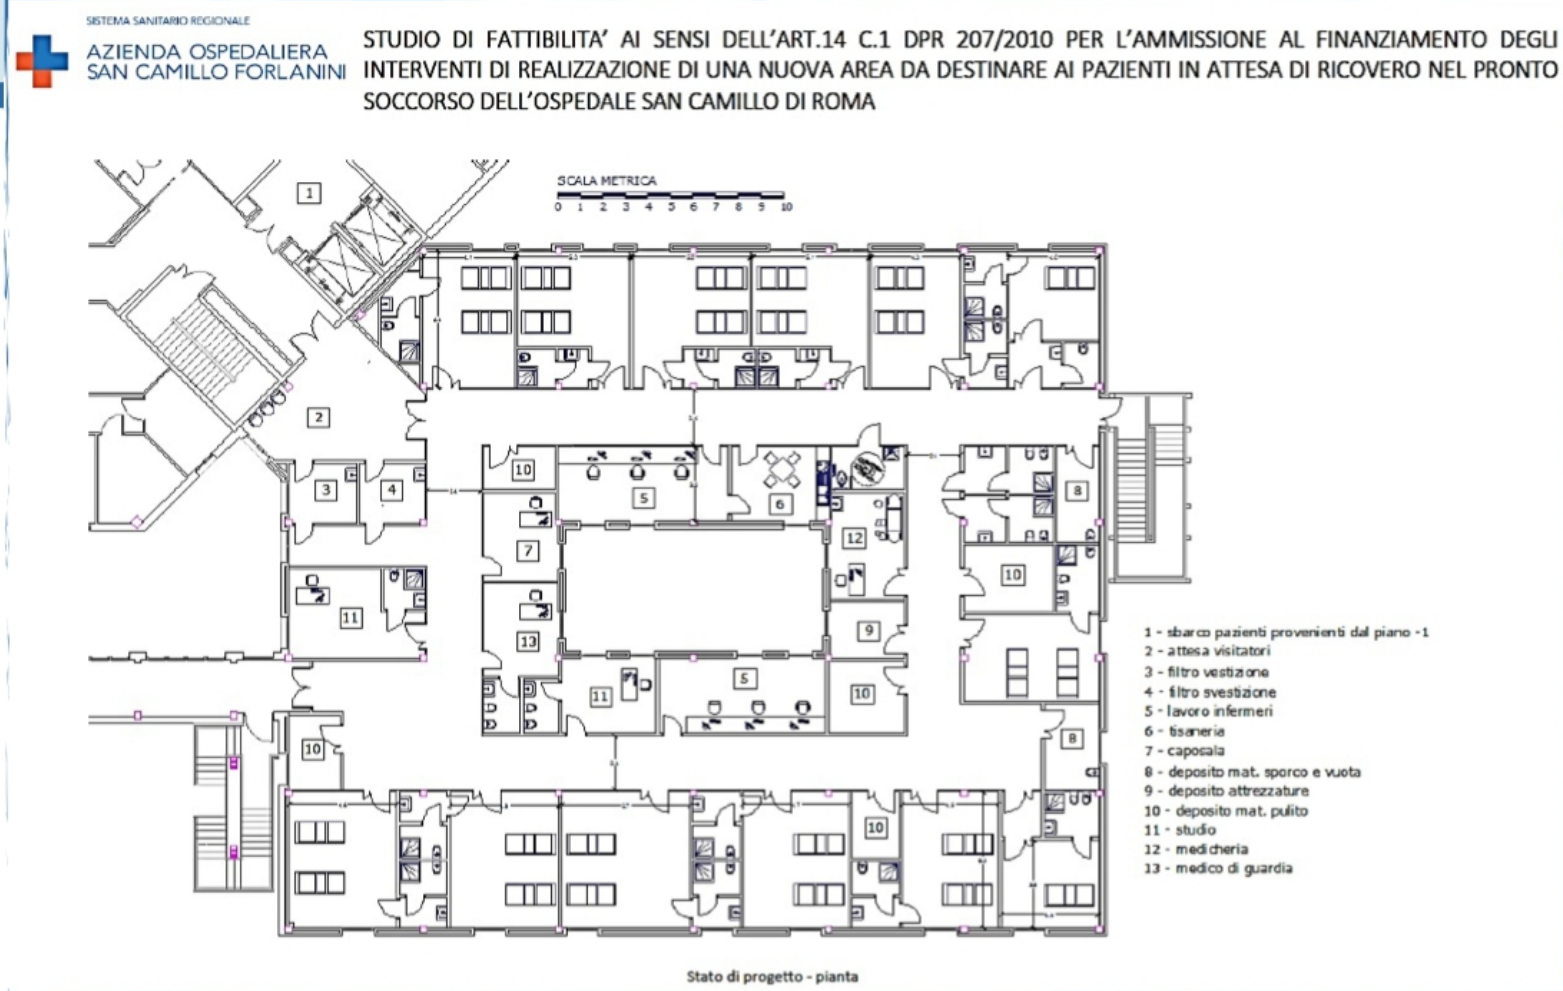 SISTEMA SANITARIO REGIONALE
AZIENDA OSPEDALIERA
SAN CAMILLO FORLANINI
STUDIO DI FATTIBILITA' AI SENSI DELL'ART.14 C.1 DPR 207/2010 PER L'AMMISSIONE AL FINANZIAMENTO DEGLI
INTERVENTI DI REALIZZAZIONE DI UNA NUOVA AREA DA DESTINARE AI PAZIENTI IN ATTESA DI RICOVERO NEL PRONTO
SOCCORSO DELL'OSPEDALE SAN CAMILLO DI ROMA
SCALA METRICA
0 1 2 3 4 5 6 7 8 9 10
1
2
3
4
10
5
6
8
7
12
10
11
13
9
11
5
10
10
8
10
1 - sbarco pazienti provenienti dal piano -1
2 - attesa visitatori
3 - filtro vestizione
4 - filtro svestizione
5 - lavoro infermeri
6 - tisaneria
7 - caposala
8 - deposito mat. sporco e vuota
9 - deposito attrezzature
10 - deposito mat. pulito
11 - studio
12 - medicheria
13 - medico di guardia
Stato di progetto - pianta